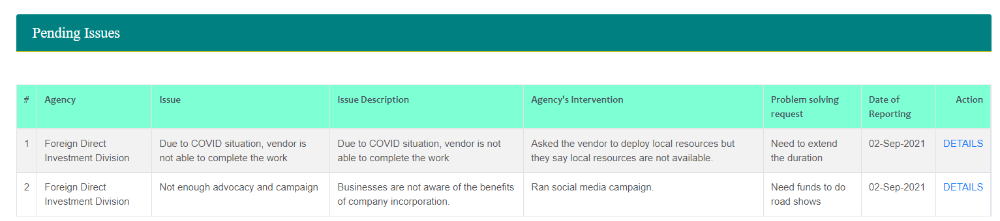 Pending Issues
# Agency Issue Issue Description Agency's Intervention Problem solving request Date of Reporting Action
1 Foreign Direct Investment Division Due to COVID situation, vendor is not able to complete the work Due to COVID situation, vendor is not able to complete the work Asked the vendor to deploy local resources but they say local resources are not available. Need to extend the duration 02-Sep-2021 DETAILS
2 Foreign Direct Investment Division Not enough advocacy and campaign Businesses are not aware of the benefits of company incorporation. Ran social media campaign. Need funds to do road shows 02-Sep-2021 DETAILS